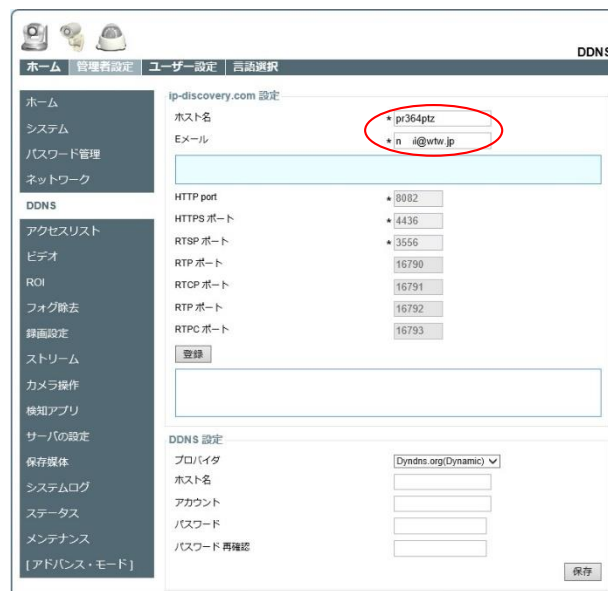 DDNS
ホーム 管理者設定 ユーザー設定 言語選択
ホーム
システム
パスワード管理
ネットワーク
DDNS
アクセスリスト
ビデオ
ROI
フォグ除去
録画設定
ストリーム
カメラ操作
検知アプリ
サーバの設定
保存媒体
システムログ
ステータス
メンテナンス
[アドバンス・モード]
ip-discovery.com 設定
ホスト名 * pr364ptz
Eメール * n @wtw.jp
HTTP port * 8082
HTTPS ポート * 4436
RTSP ポート * 3556
RTP ポート 16790
RTCP ポート 16791
RTP ポート 16792
RTPC ポート 16793
登録
DDNS 設定
プロバイダ Dyndns.org(Dynamic)
ホスト名
アカウント
パスワード
パスワード 再確認
保存